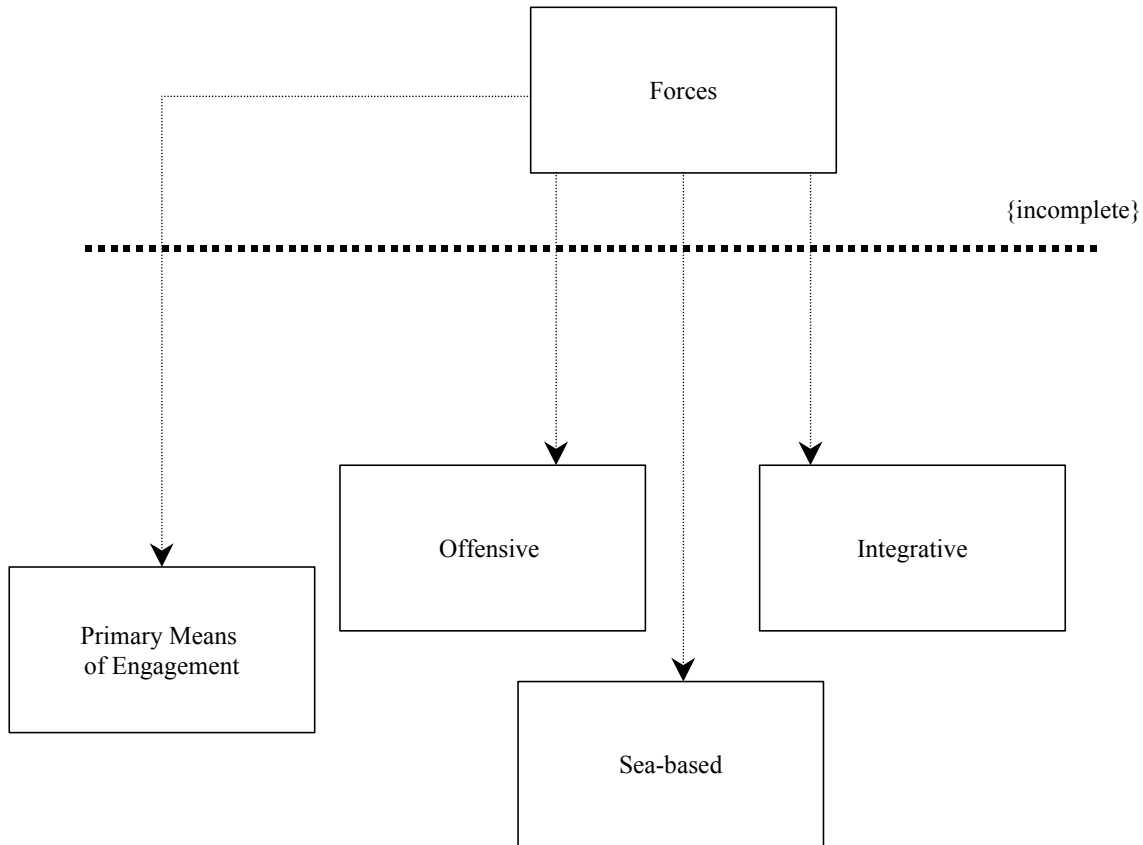 Forces
{incomplete}
Offensive
Integrative
Primary Means
of Engagement
Sea-based